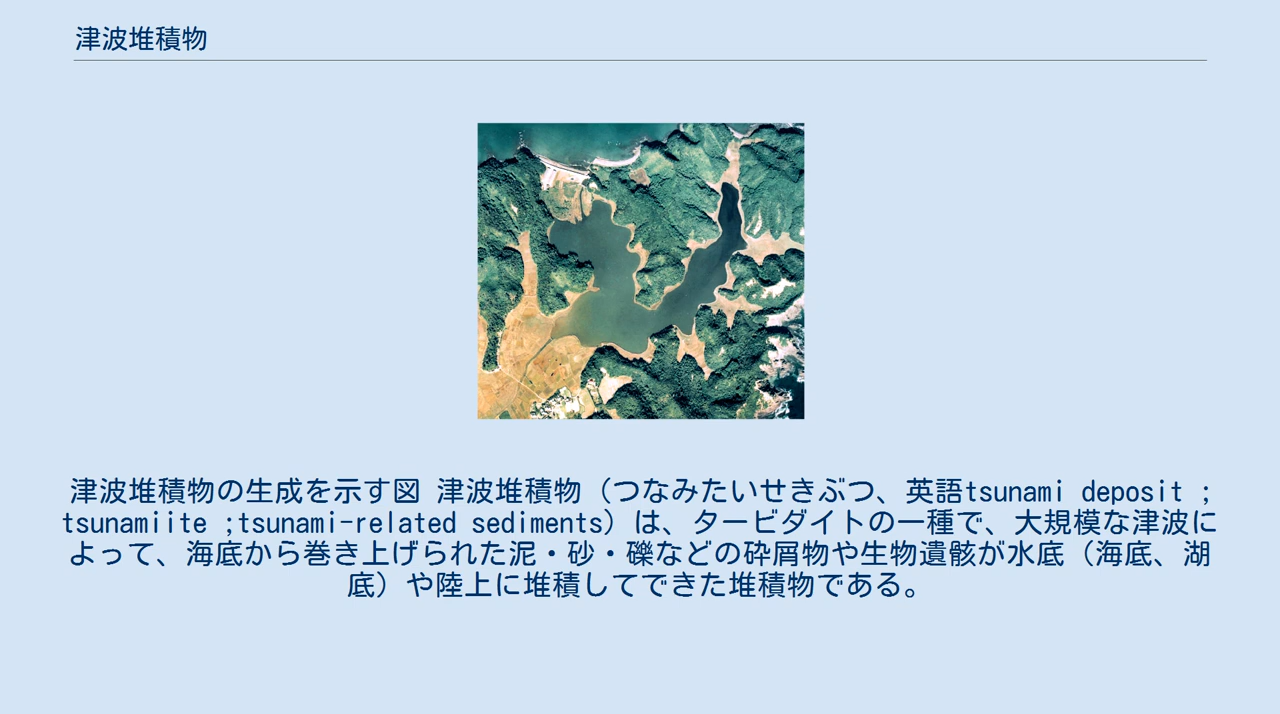 津波堆積物
津波堆積物の生成を示す図 津波堆積物（つなみたいせきぶつ、英語tsunami deposit ;
tsunamiite ;tsunami-related sediments）は、タービダイトの一種で、大規模な津波に
よって、海底から巻き上げられた泥・砂・礫などの砕屑物や生物遺骸が水底（海底、湖
底）や陸上に堆積してできた堆積物である。